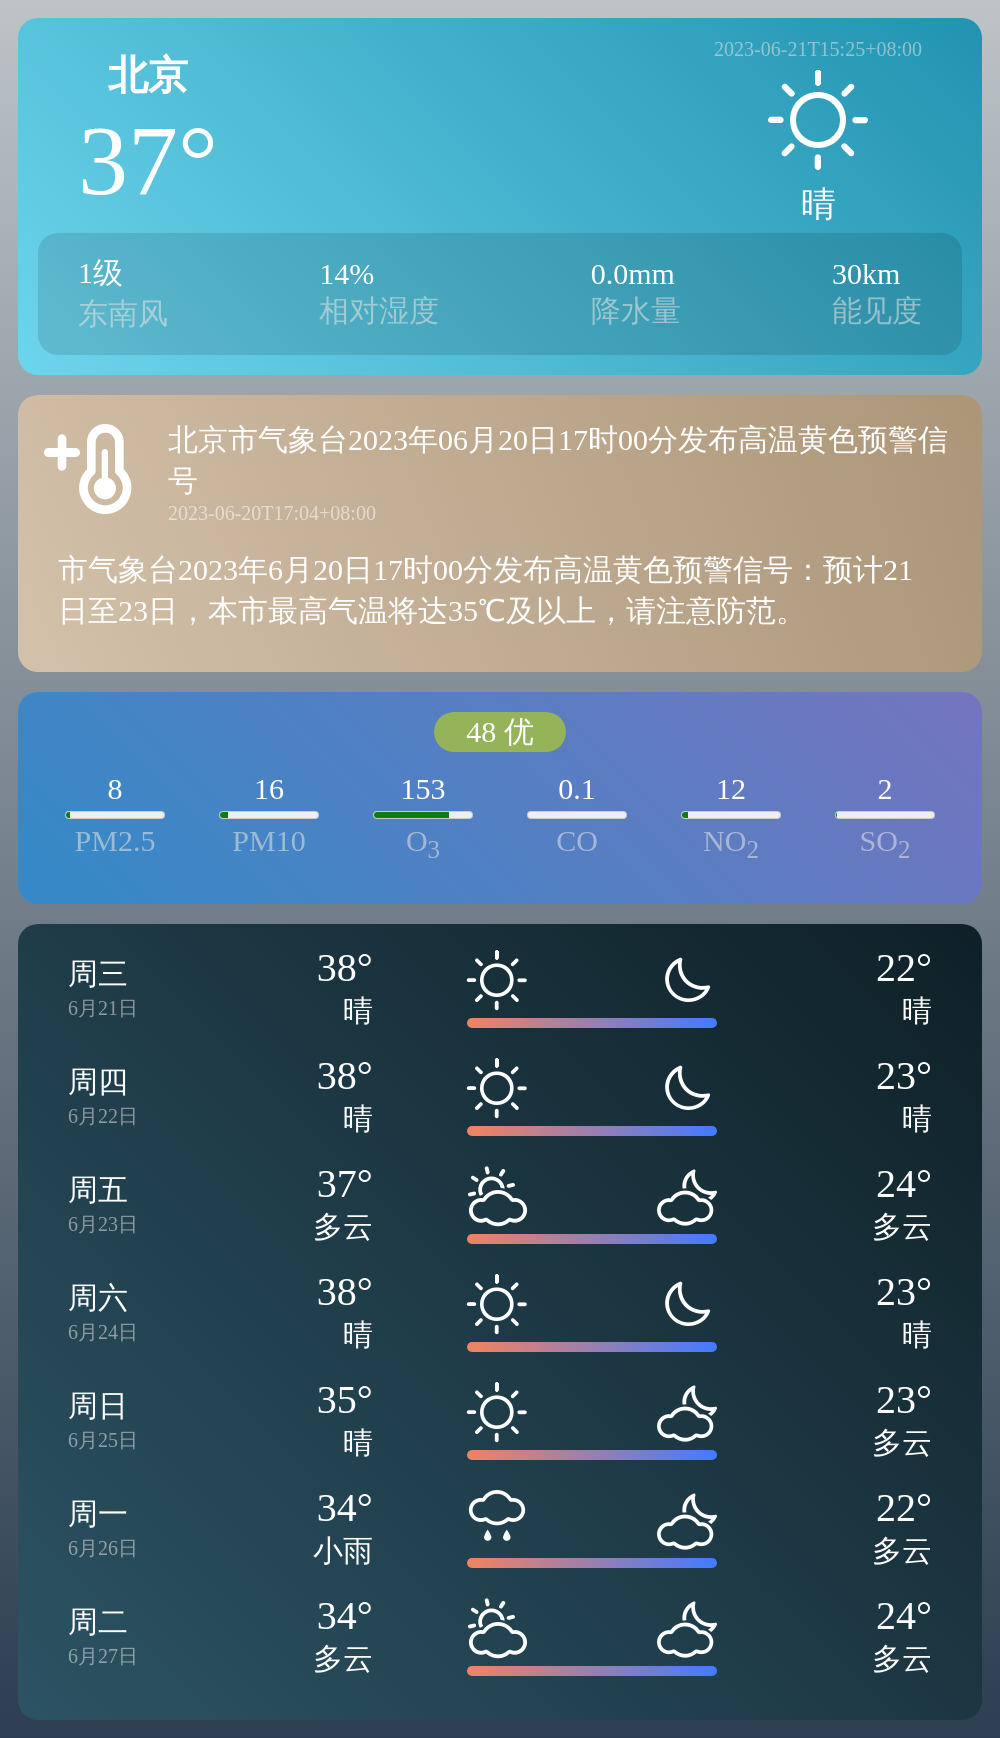 北京
2023-06-21T15:25+08:00
37°
晴
1级 14% 0.0mm 30km
东南风 相对湿度 降水量 能见度
北京市气象台2023年06月20日17时00分发布高温黄色预警信
号
2023-06-20T17:04+08:00
市气象台2023年6月20日17时00分发布高温黄色预警信号：预计21
日至23日，本市最高气温将达35℃及以上，请注意防范。
48 优
8 16 153 0.1 12 2
PM2.5 PM10 O3 CO NO2 SO2
周三 38° 22°
6月21日 晴 晴
周四 38° 23°
6月22日 晴 晴
周五 37° 24°
6月23日 多云 多云
周六 38° 23°
6月24日 晴 晴
周日 35° 23°
6月25日 晴 多云
周一 34° 22°
6月26日 小雨 多云
周二 34° 24°
6月27日 多云 多云